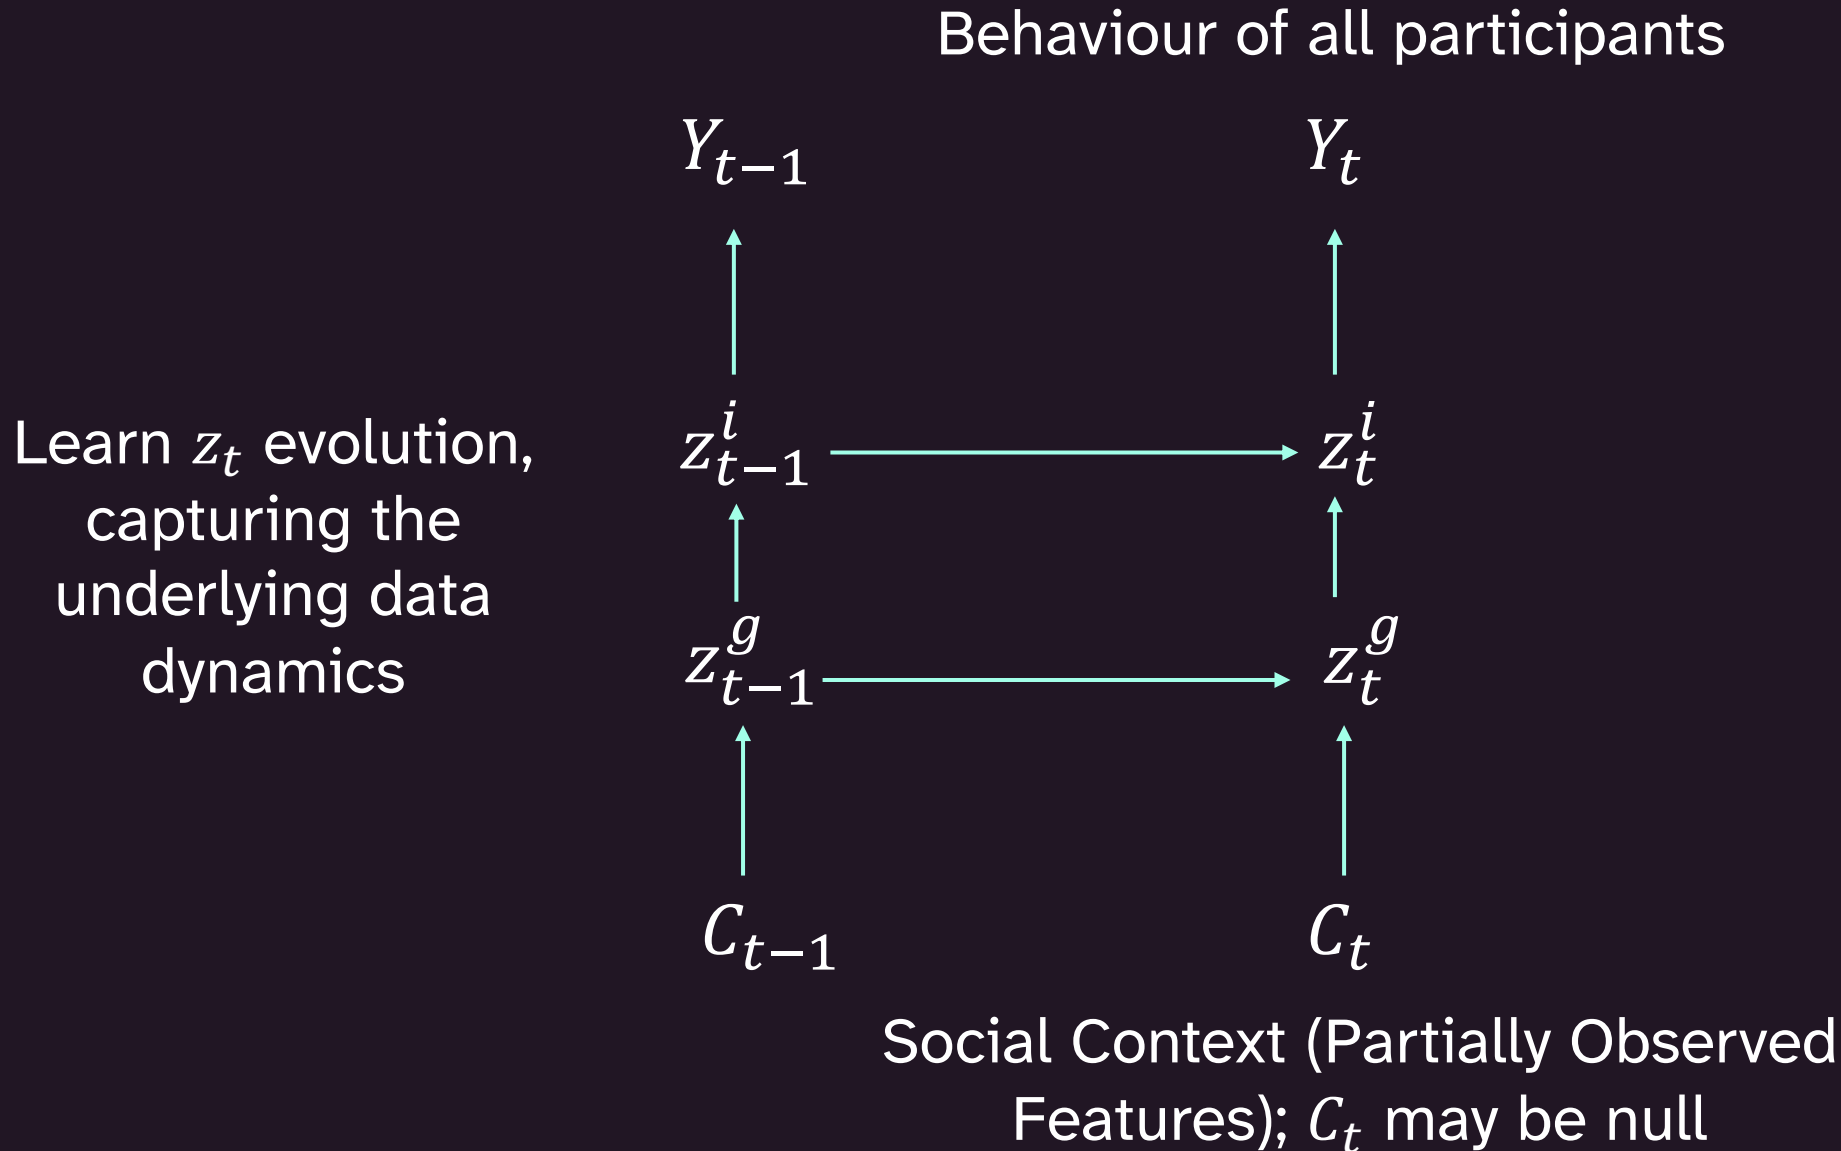 Behaviour of all participants
Y_{t−1} Y_t
Learn z_t evolution,
capturing the
underlying data
dynamics
z^i_{t−1} z^i_t
z^g_{t−1} z^g_t
C_{t−1} C_t
Social Context (Partially Observed
Features); C_t may be null